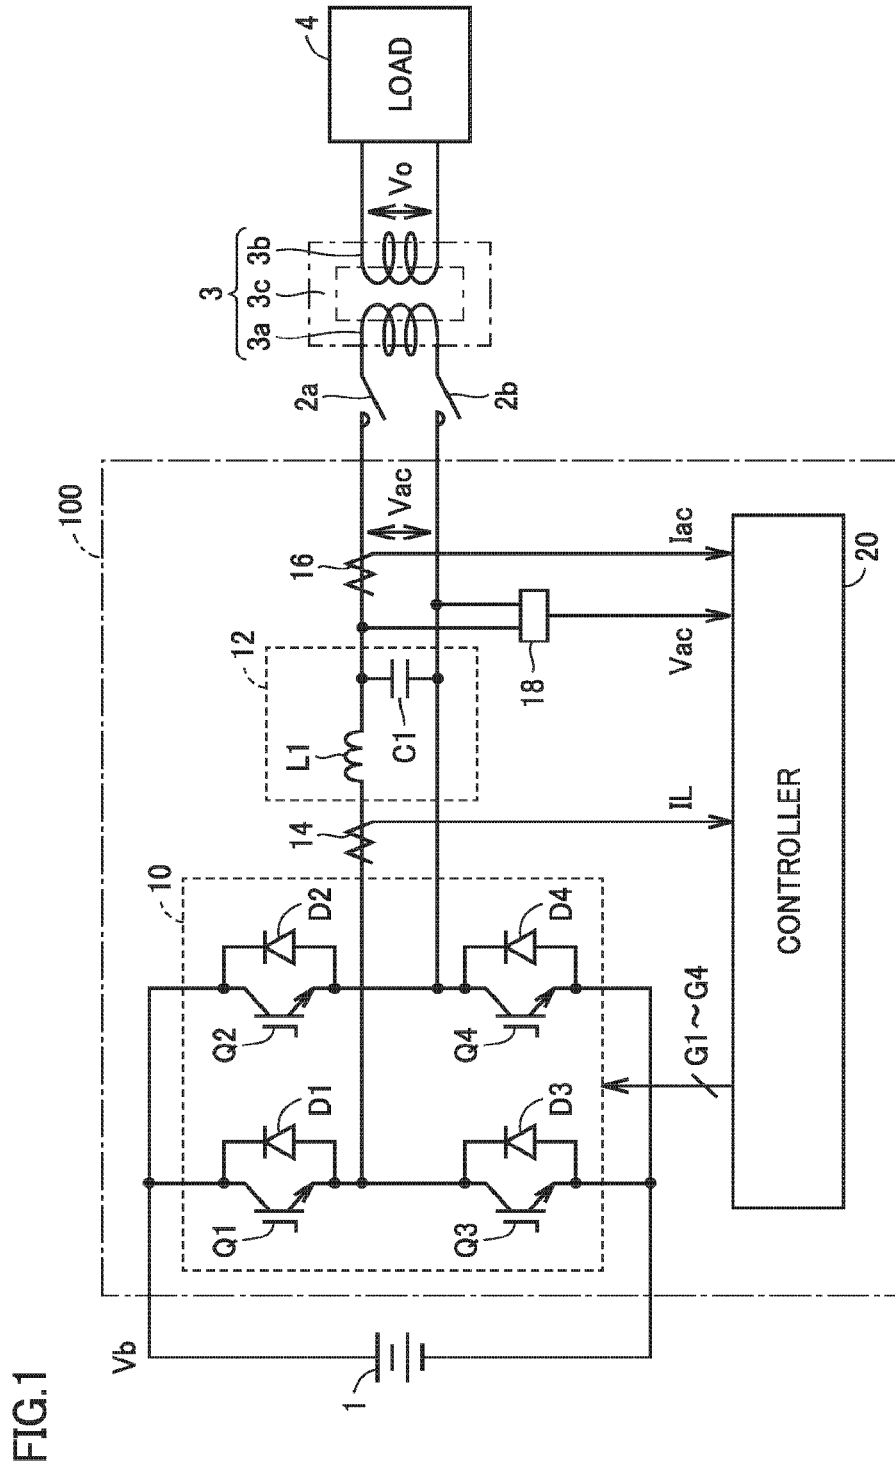 FIG.1
100
Vb
1
10
Q1
D1
Q2
D2
Q3
D3
Q4
D4
14
12
L1
C1
16
18
Vac
2a
2b
3
3a
3c
3b
Vo
4
LOAD
G1～G4
IL
Vac
Iac
CONTROLLER
20